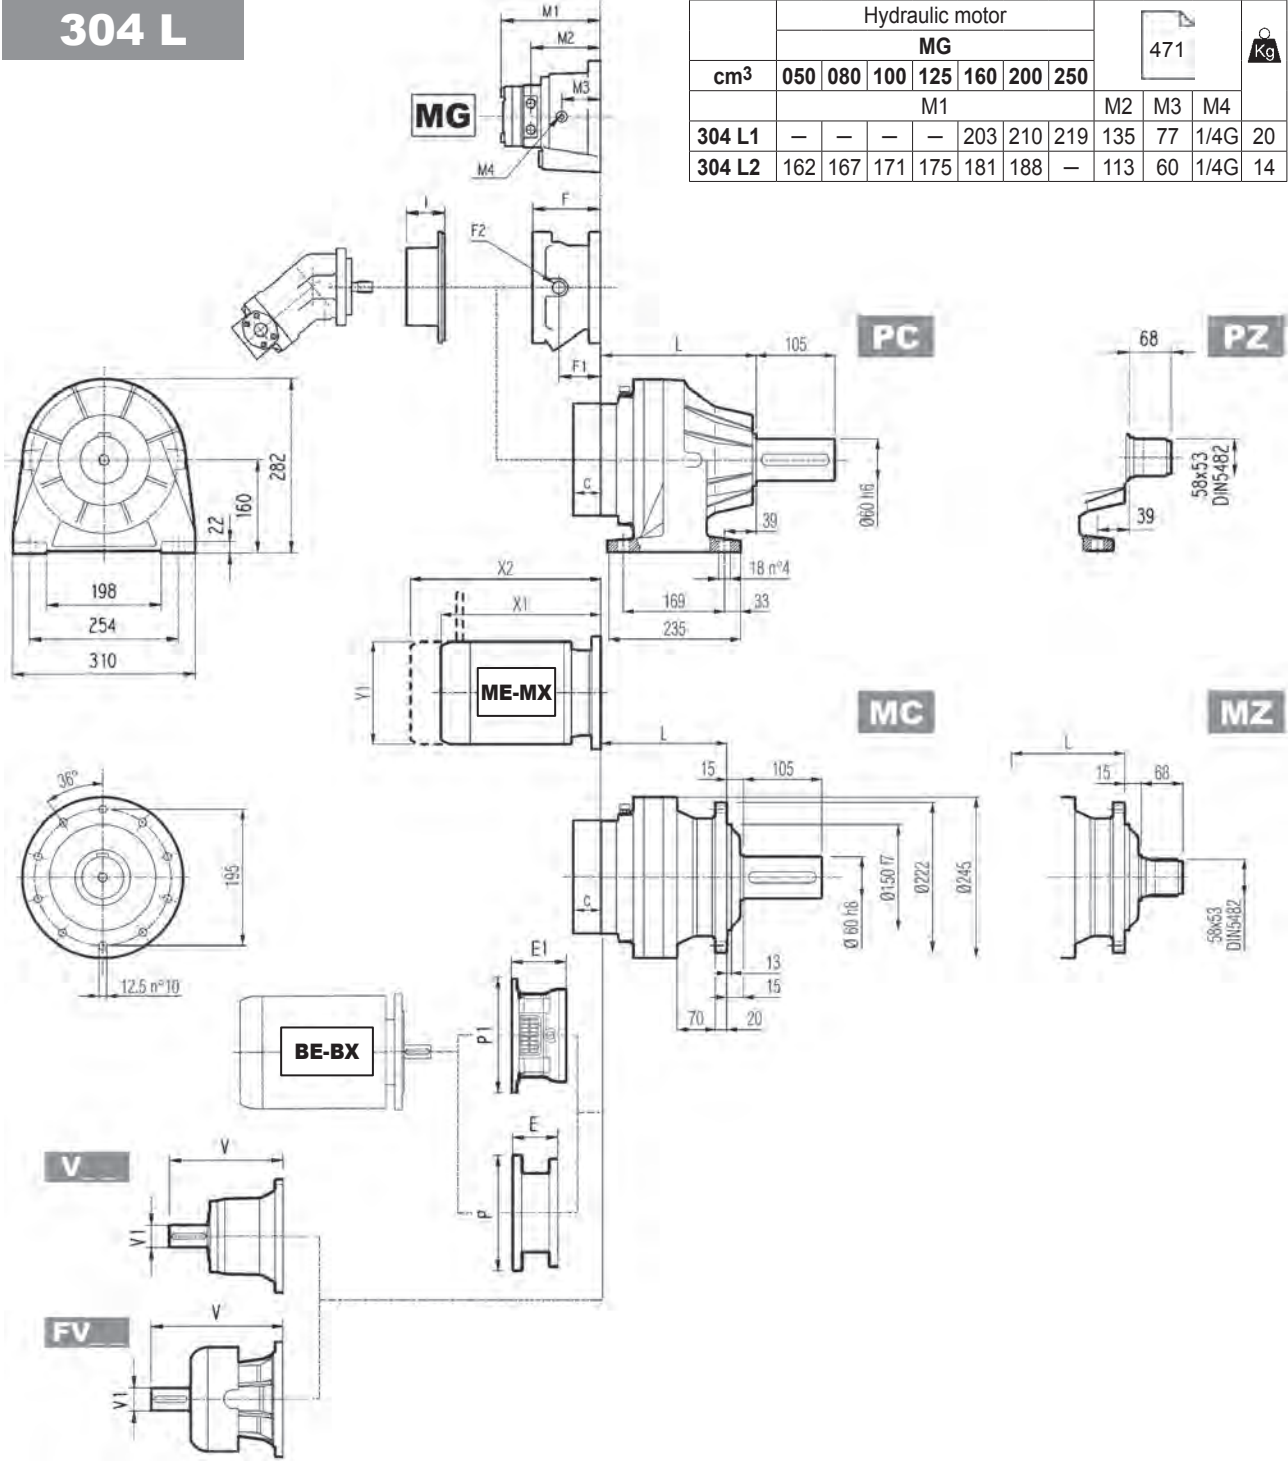 304 L
Hydraulic motor
MG
471
Kg
cm3 050 080 100 125 160 200 250
M1 M2 M3 M4
304 L1 — — — — 203 210 219 135 77 1/4G 20
304 L2 162 167 171 175 181 188 — 113 60 1/4G 14
M1
M2
M3
MG
M4
I
F
F2
F1
L
105
PC
68
PZ
282
160
22
198
254
310
C
Ø60 h6
39
18 n°4
169
33
235
58x53
DIN5482
39
X2
X1
Y1
ME-MX
MC
MZ
L
15
105
L
15
68
36°
195
12.5 n°10
C
Ø 60 h6
Ø150 f7
Ø222
Ø245
13
15
70
20
58x53
DIN5482
E1
P1
BE-BX
E
P
V
V
V1
FV
V
V1